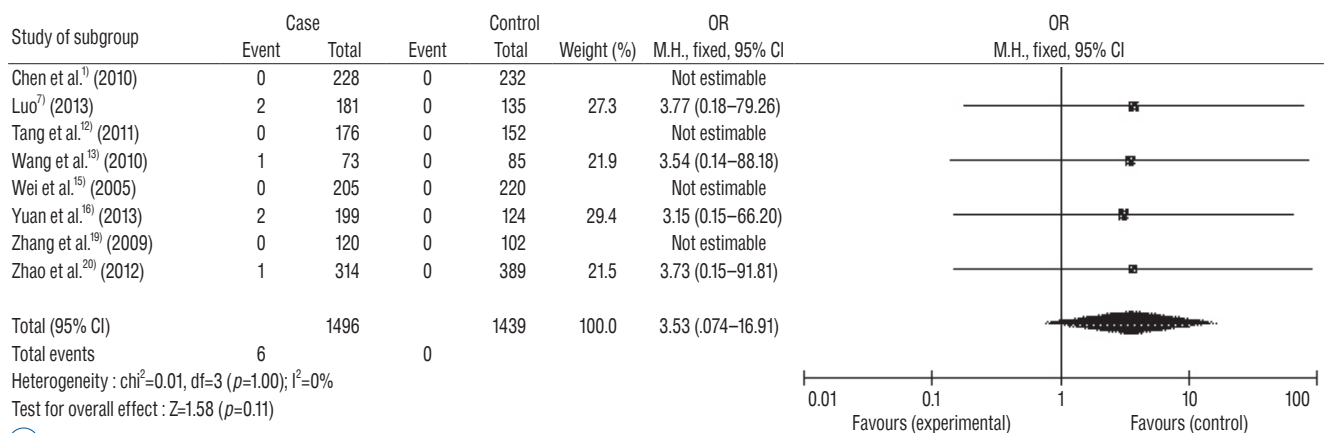 Study of subgroup Case Control Weight (%) OR OR
Event Total Event Total M.H., fixed, 95% CI M.H., fixed, 95% CI
Chen et al.1) (2010) 0 228 0 232 Not estimable
Luo7) (2013) 2 181 0 135 27.3 3.77 (0.18–79.26)
Tang et al.12) (2011) 0 176 0 152 Not estimable
Wang et al.13) (2010) 1 73 0 85 21.9 3.54 (0.14–88.18)
Wei et al.15) (2005) 0 205 0 220 Not estimable
Yuan et al.16) (2013) 2 199 0 124 29.4 3.15 (0.15–66.20)
Zhang et al.19) (2009) 0 120 0 102 Not estimable
Zhao et al.20) (2012) 1 314 0 389 21.5 3.73 (0.15–91.81)
Total (95% CI) 1496 1439 100.0 3.53 (.074–16.91)
Total events 6 0
Heterogeneity : chi2=0.01, df=3 (p=1.00); I2=0%
Test for overall effect : Z=1.58 (p=0.11)
0.01 0.1 1 10 100
Favours (experimental) Favours (control)